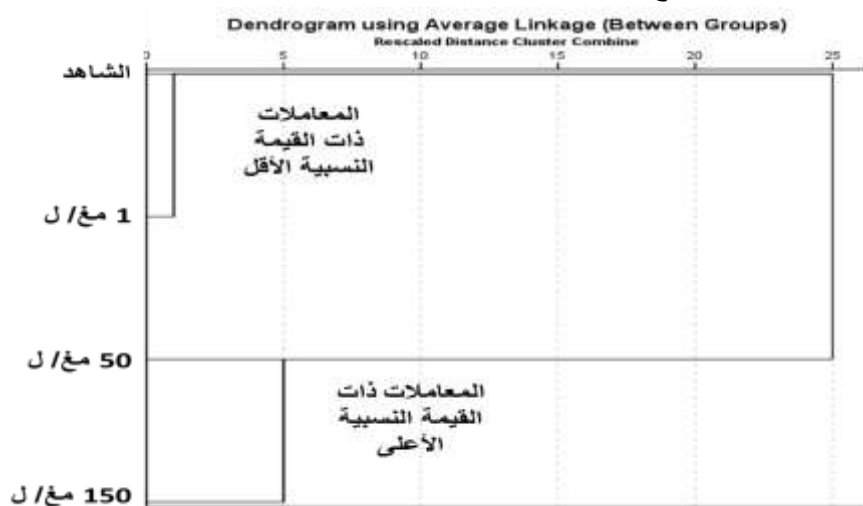 Dendrogram using Average Linkage (Between Groups)
Rescaled Distance Cluster Combine
0 5 10 15 20 25
الشاهد
المعاملات
ذات القيمة
النسبية الأقل
1 مغ/ ل
50 مغ/ ل
المعاملات ذات
القيمة النسبية
الأعلى
150 مغ/ ل